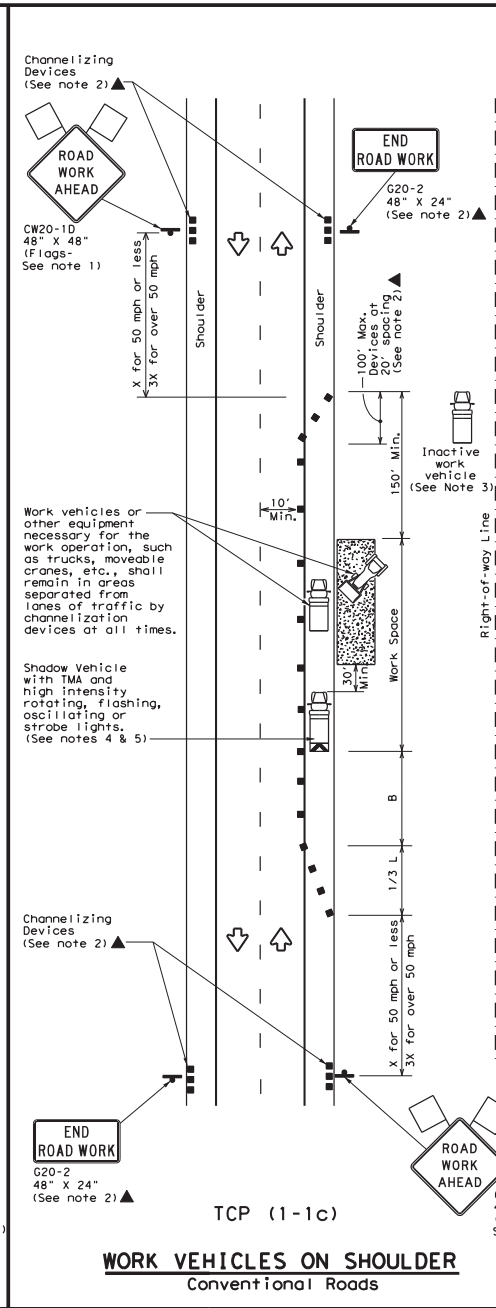 Channelizing
Devices
(See note 2)▲
ROAD
WORK
AHEAD
CW20-1D
48" X 48"
(Flags-
See note 1)
END
ROAD WORK
G20-2
48" X 24"
(See note 2)▲
X for 50 mph or less
3X for over 50 mph
Shoulder
Shoulder
100' Max.
Devices at
20' spacing
(See note 2)▲
150' Min.
Inactive
work
vehicle
(See Note 3)
Right-of-way Line
10'
Min.
Work vehicles or
other equipment
necessary for the
work operation, such
as trucks, moveable
cranes, etc., shall
remain in areas
separated from
lanes of traffic by
channelization
devices at all times.
Work Space
30'
Min.
Shadow Vehicle
with TMA and
high intensity
rotating, flashing,
oscillating or
strobe lights.
(See notes 4 & 5)
B
1/3 L
Channelizing
Devices
(See note 2)▲
X for 50 mph or less
3X for over 50 mph
END
ROAD WORK
G20-2
48" X 24"
(See note 2)▲
ROAD
WORK
AHEAD
TCP (1-1c)
WORK VEHICLES ON SHOULDER
Conventional Roads